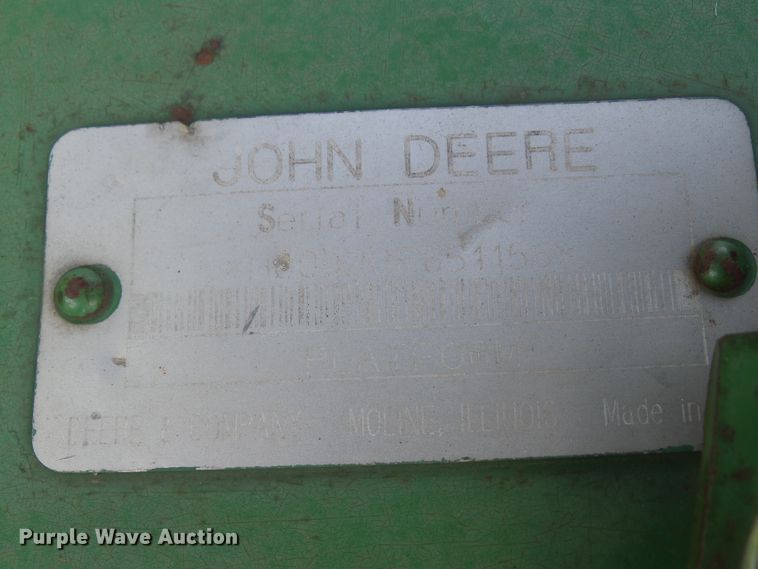 JOHN DEERE
Serial Number
PLATFORM
DEERE & COMPANY MOLINE, ILLINOIS Made in
Purple Wave Auction